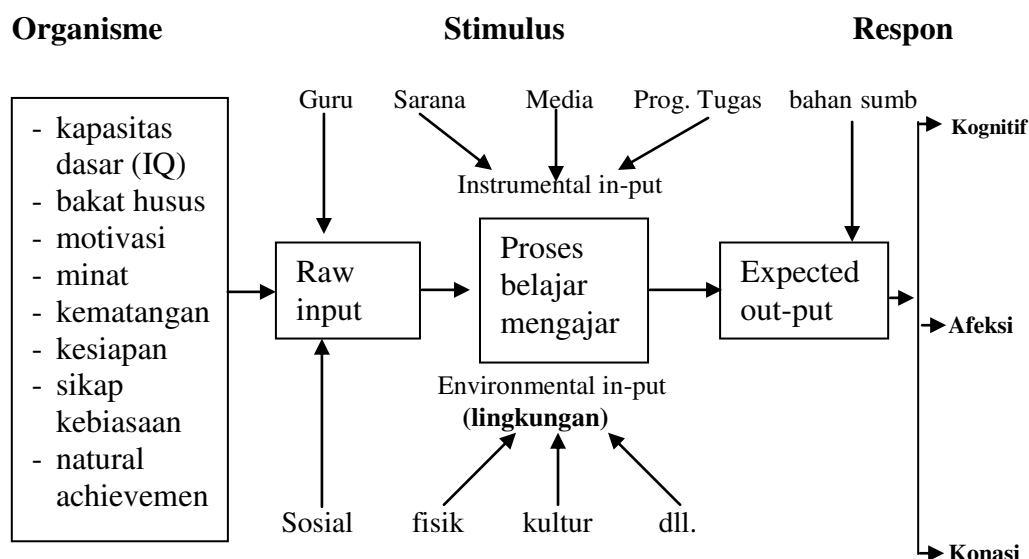 Organisme Stimulus Respon
Guru Sarana Media Prog. Tugas bahan sumb
- kapasitas
dasar (IQ)
- bakat husus
- motivasi
- minat
- kematangan
- kesiapan
- sikap
kebiasaan
- natural
achievemen
Instrumental in-put
Raw
input
Proses
belajar
mengajar
Expected
out-put
Kognitif
Afeksi
Konasi
Environmental in-put
(lingkungan)
Sosial fisik kultur dll.